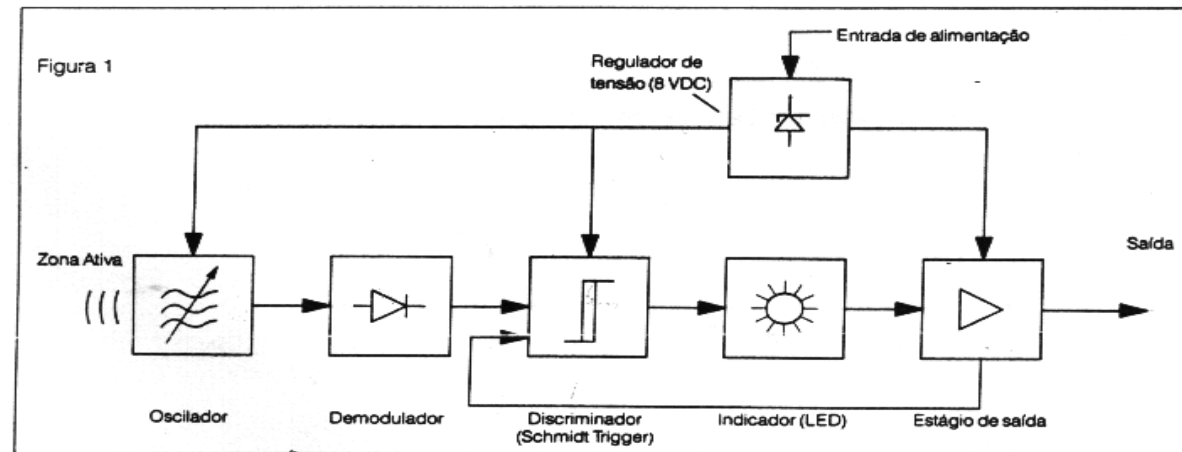 Figura 1
Entrada de alimentação
Regulador de
tensão (8 VDC)
Zona Ativa
Saída
Oscilador
Demodulador
Discriminador
(Schmidt Trigger)
Indicador (LED)
Estágio de saída